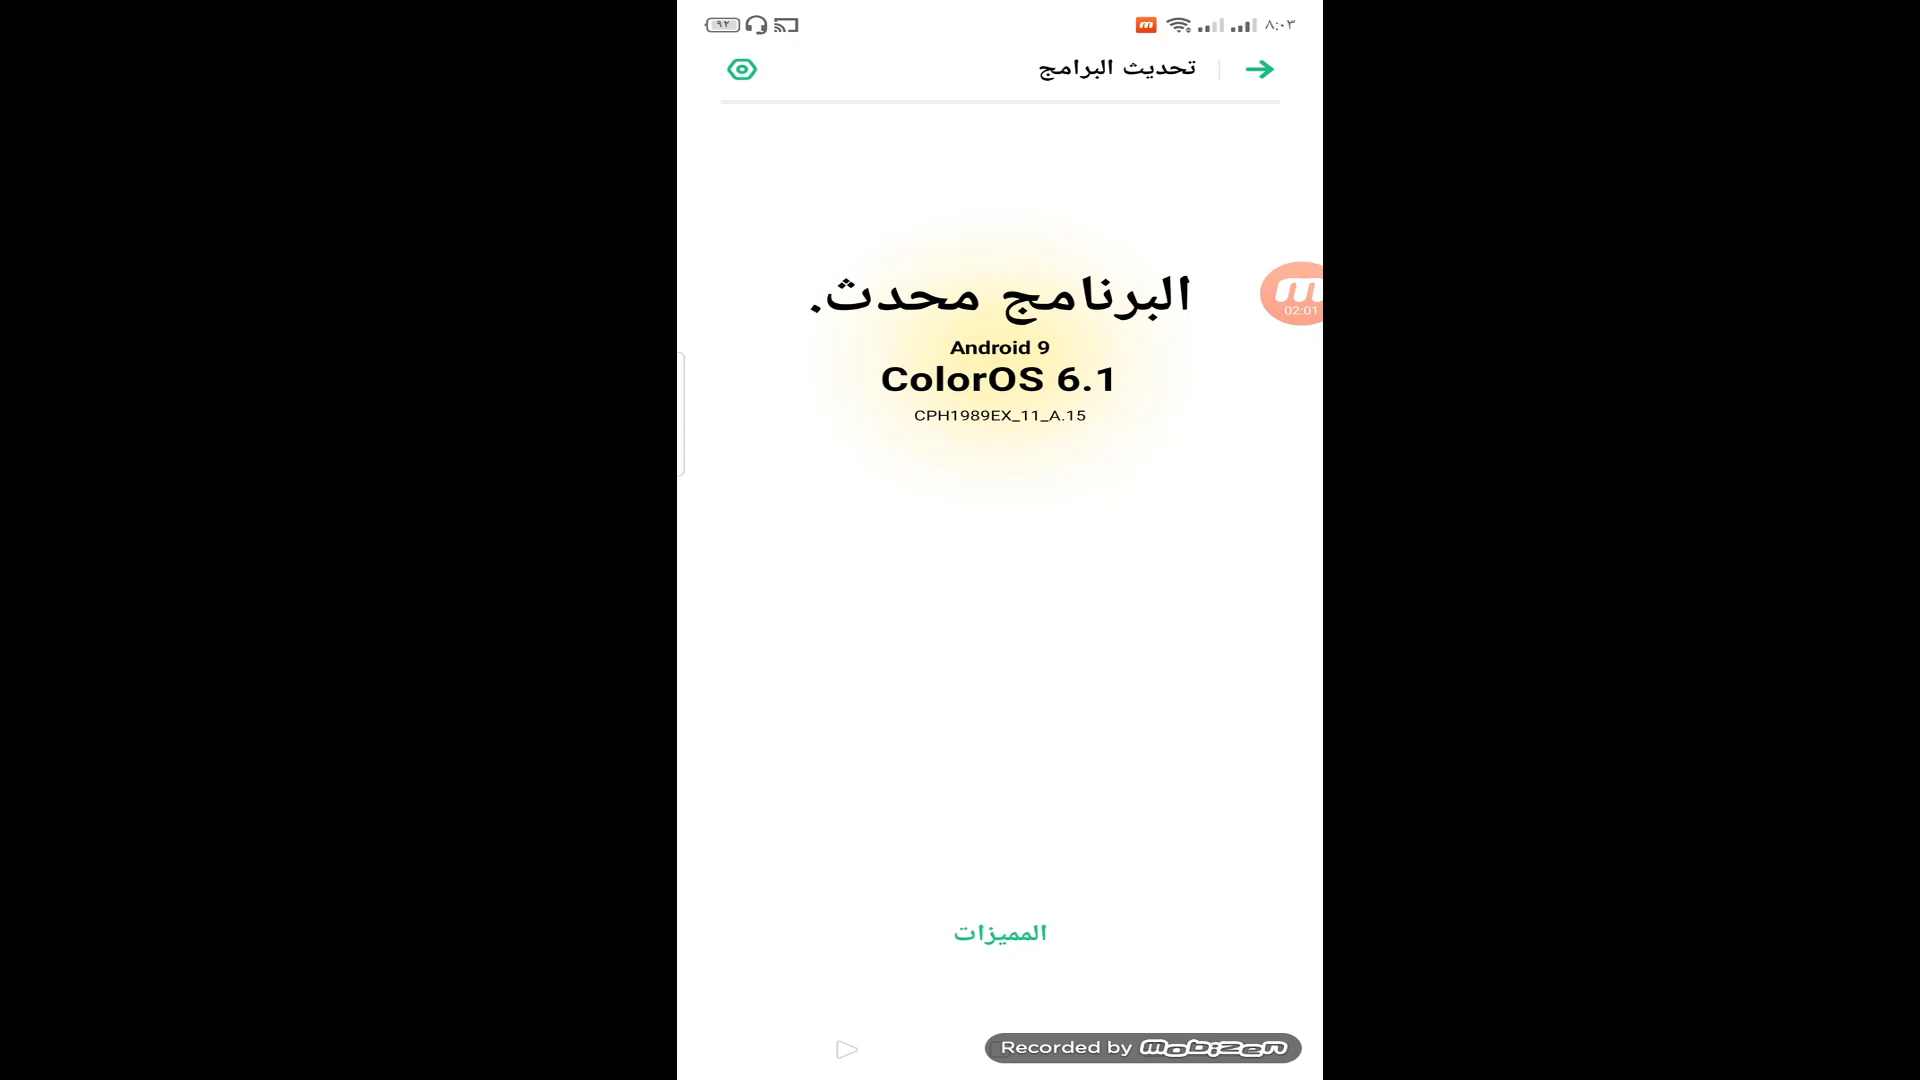 ٨:٠٣
٩٢
تحديث البرامج
البرنامج محدث.
Android 9
ColorOS 6.1
CPH1989EX_11_A.15
02:01
المميزات
Recorded by mobizen